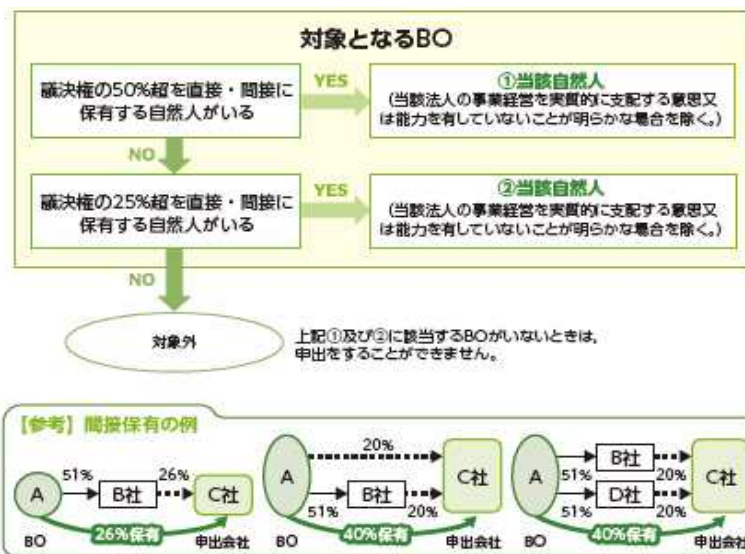 対象となるBO
議決権の50%超を直接・間接に
保有する自然人がいる
YES
①当該自然人
(当該法人の事業経営を実質的に支配する意思又
は能力を有していないことが明らかな場合を除く。)
NO
議決権の25%超を直接・間接に
保有する自然人がいる
YES
②当該自然人
(当該法人の事業経営を実質的に支配する意思又
は能力を有していないことが明らかな場合を除く。)
NO
対象外
上記①及び②に該当するBOがいないときは、
申出をすることができません。
【参考】間接保有の例
A
51%
B社
26%
C社
BO
26%保有
申出会社
A
20%
51%
B社
20%
C社
BO
40%保有
申出会社
A
51%
B社
20%
51%
D社
20%
C社
BO
40%保有
申出会社